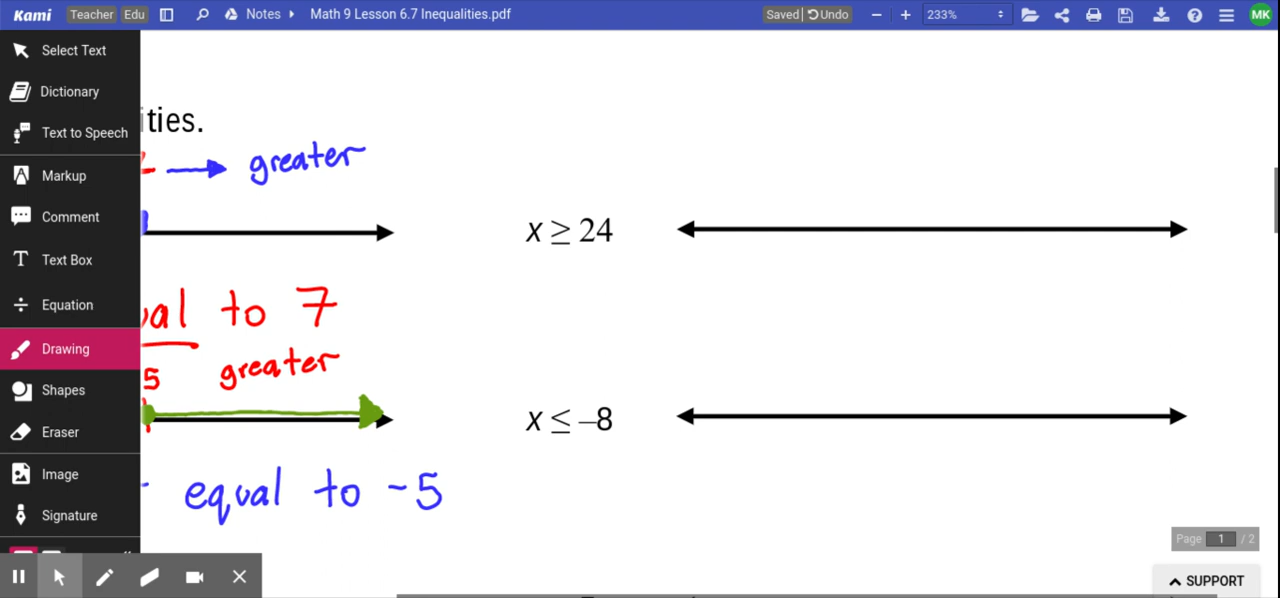 Kami Teacher Edu Notes Math 9 Lesson 6.7 Inequalities.pdf Saved Undo 233% MK
Select Text
Dictionary
Text to Speech
Markup
Comment
Text Box
Equation
Drawing
Shapes
Eraser
Image
Signature
ities.
greater
x ≥ 24
ual to 7
5 greater
x ≤ –8
equal to -5
Page 1 / 2
SUPPORT